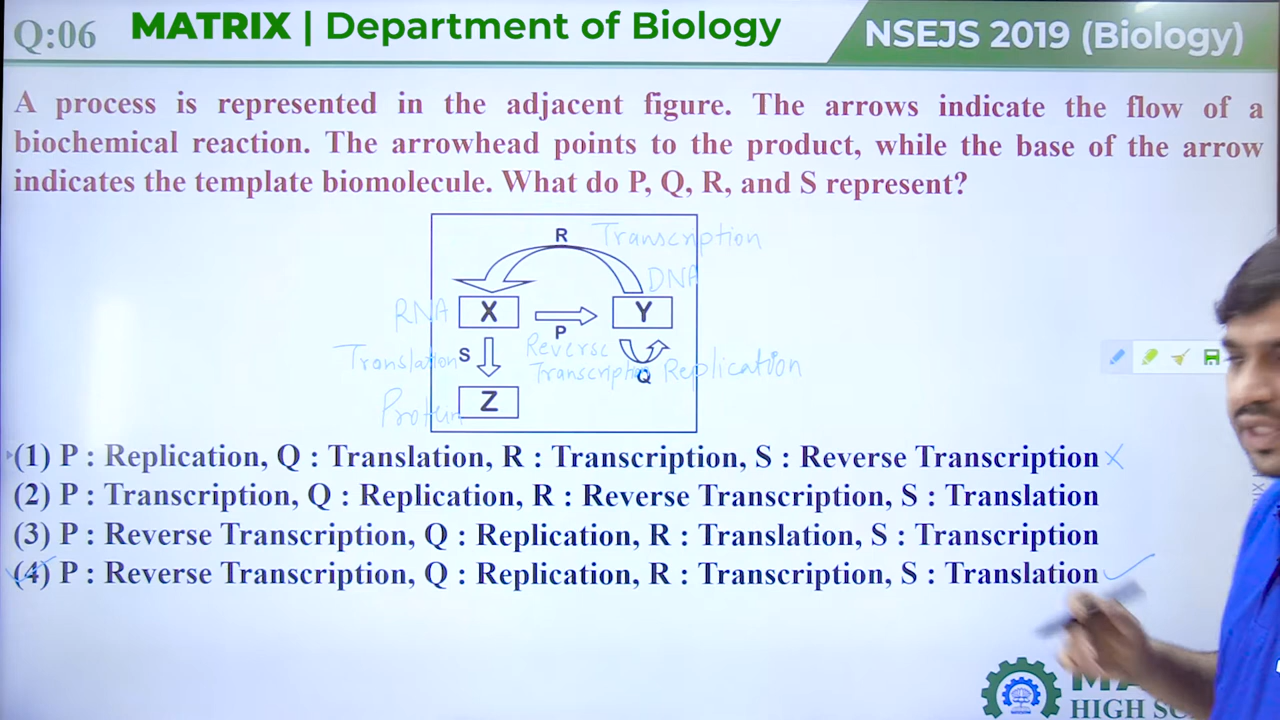 Q:06
MATRIX | Department of Biology
NSEJS 2019 (Biology)
A process is represented in the adjacent figure. The arrows indicate the flow of a
biochemical reaction. The arrowhead points to the product, while the base of the arrow
indicates the template biomolecule. What do P, Q, R, and S represent?
R Transcription
DNA
RNA X Y
P
Translation S Reverse
Transcription Q Replication
Protein Z
(1) P : Replication, Q : Translation, R : Transcription, S : Reverse Transcription
(2) P : Transcription, Q : Replication, R : Reverse Transcription, S : Translation
(3) P : Reverse Transcription, Q : Replication, R : Translation, S : Transcription
(4) P : Reverse Transcription, Q : Replication, R : Transcription, S : Translation
HIGH